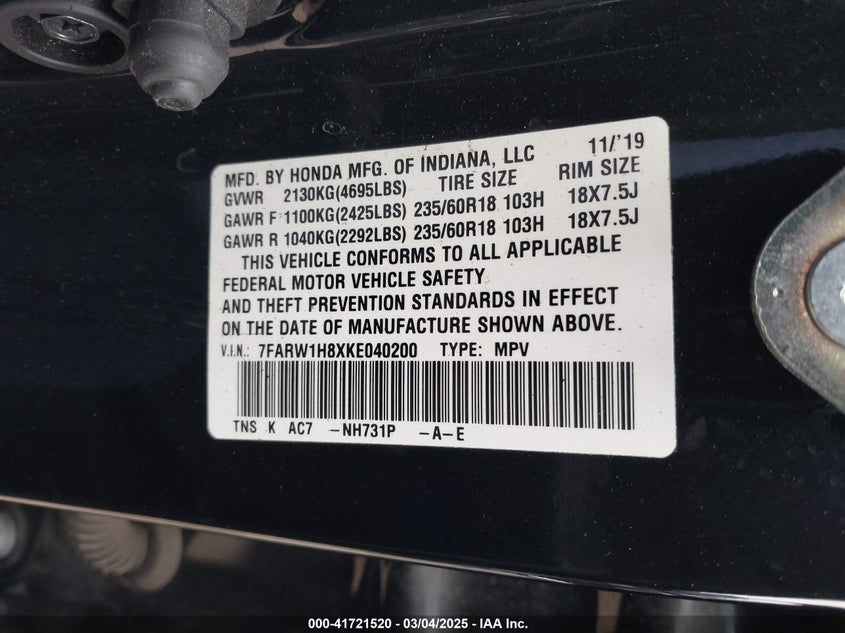 MFD. BY HONDA MFG. OF INDIANA, LLC 11/'19
GVWR 2130KG(4695LBS) TIRE SIZE RIM SIZE
GAWR F 1100KG(2425LBS) 235/60R18 103H 18X7.5J
GAWR R 1040KG(2292LBS) 235/60R18 103H 18X7.5J
THIS VEHICLE CONFORMS TO ALL APPLICABLE
FEDERAL MOTOR VEHICLE SAFETY
AND THEFT PREVENTION STANDARDS IN EFFECT
ON THE DATE OF MANUFACTURE SHOWN ABOVE.
V.I.N.: 7FARW1H8XKE040200 TYPE: MPV
TNS K AC7 -NH731P -A-E
000-41721520 - 03/04/2025 - IAA Inc.